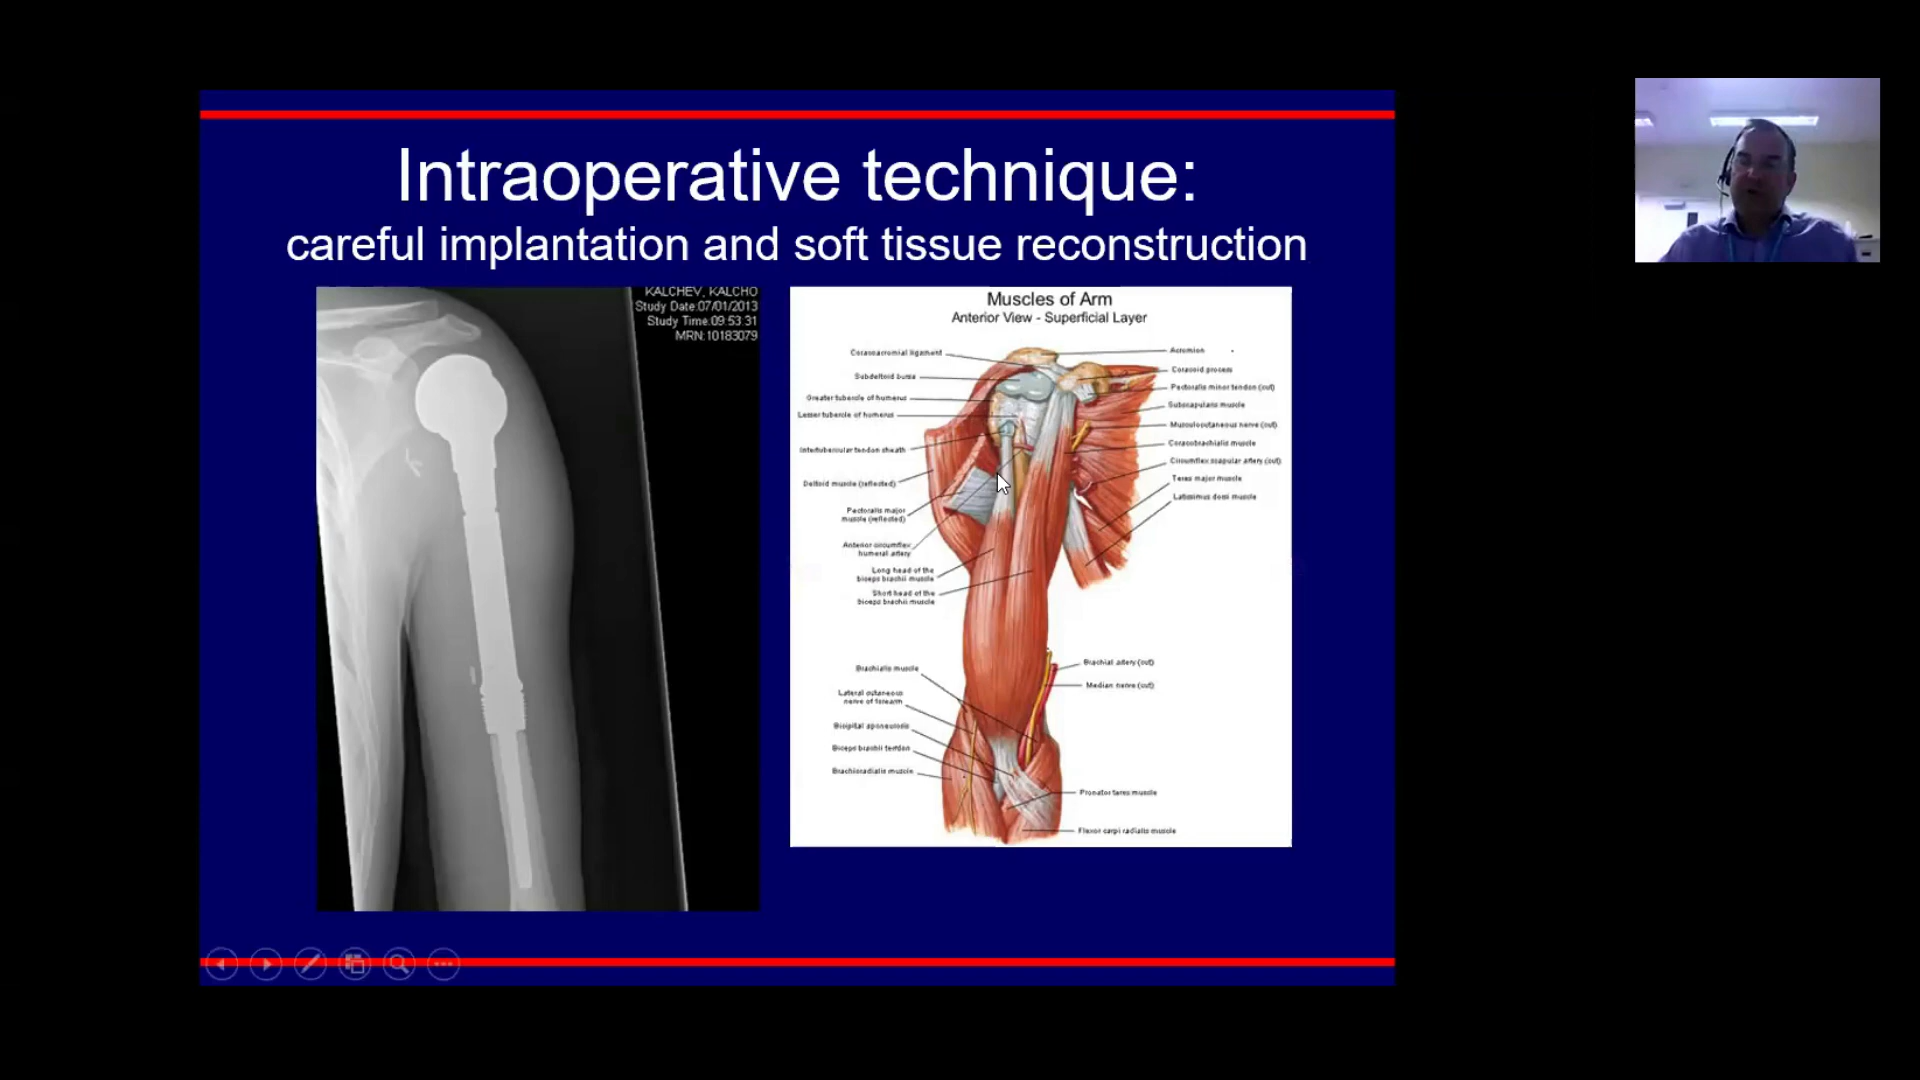 Intraoperative technique:
careful implantation and soft tissue reconstruction
KALCHEV, KALCHO
Study Date:07/01/2013
Study Time:09:53.31
MRN:10183079
Muscles of Arm
Anterior View - Superficial Layer
Coracoacromial ligament
Subdeltoid bursa
Greater tubercle of humerus
Lesser tubercle of humerus
Intertubercular tendon sheath
Deltoid muscle (reflected)
Pectoralis major
muscle (reflected)
Anterior circumflex
humeral artery
Long head of the
biceps brachii muscle
Short head of the
biceps brachii muscle
Brachialis muscle
Lateral cutaneous
nerve of forearm
Bicipital aponeurosis
Biceps brachii tendon
Brachioradialis muscle
Acromion
Coracoid process
Pectoralis minor tendon (cut)
Subscapularis muscle
Musculocutaneous nerve (cut)
Coracobrachialis muscle
Circumflex scapular artery (cut)
Teres major muscle
Latissimus dorsi muscle
Brachial artery (cut)
Median nerve (cut)
Pronator teres muscle
Flexor carpi radialis muscle